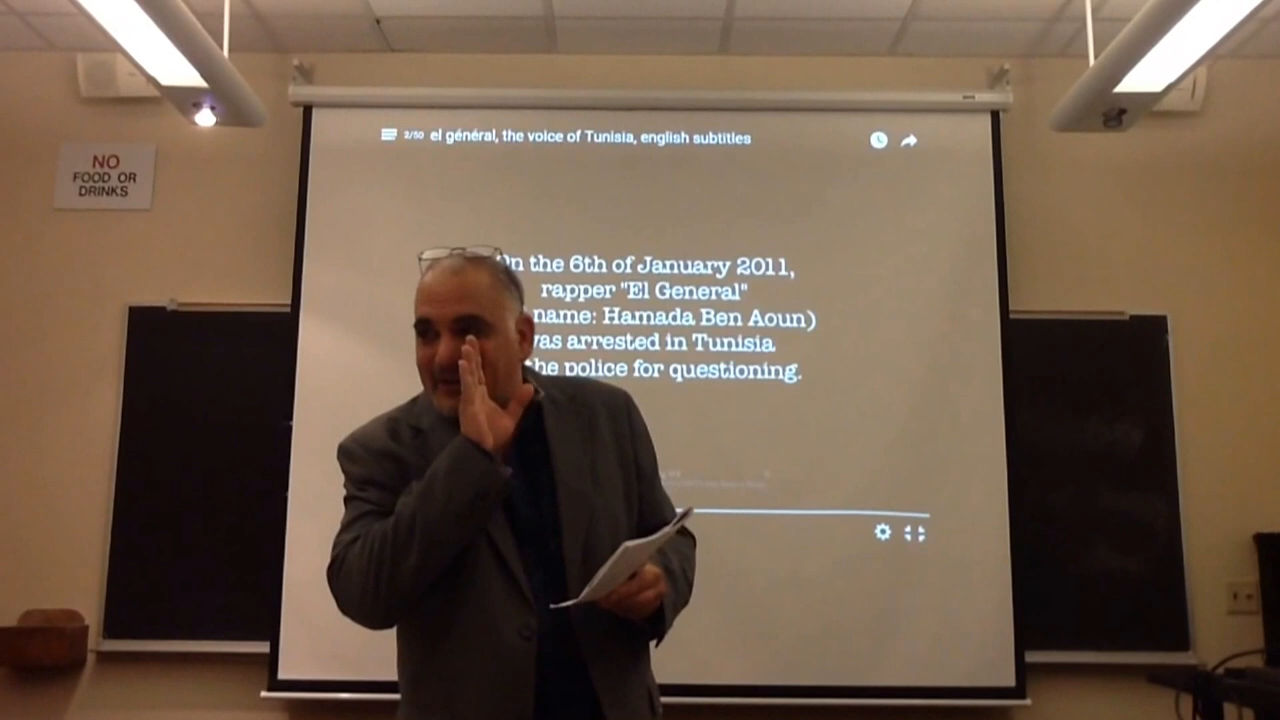 2/50 el général, the voice of Tunisia, english subtitles
NO
FOOD OR
DRINKS
On the 6th of January 2011,
rapper "El General"
name: Hamada Ben Aoun)
was arrested in Tunisia
the police for questioning.